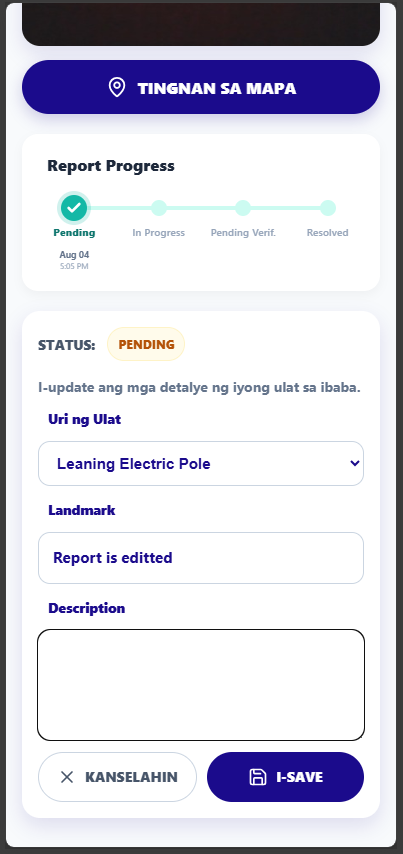 TINGNAN SA MAPA
Report Progress
Pending In Progress Pending Verif. Resolved
Aug 04
5:05 PM
STATUS: PENDING
I-update ang mga detalye ng iyong ulat sa ibaba.
Uri ng Ulat
Leaning Electric Pole
Landmark
Report is editted
Description
KANSELAHIN I-SAVE